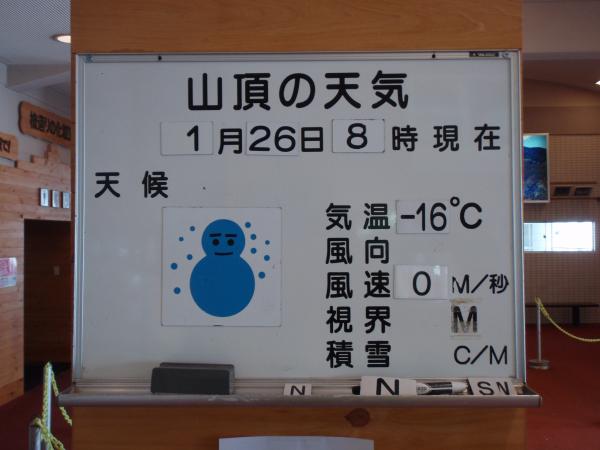 山頂の天気
1月26日8時現在
天候
気温-16℃
風向
風速 0 M/秒
視界 M
積雪 C/M
N N S N